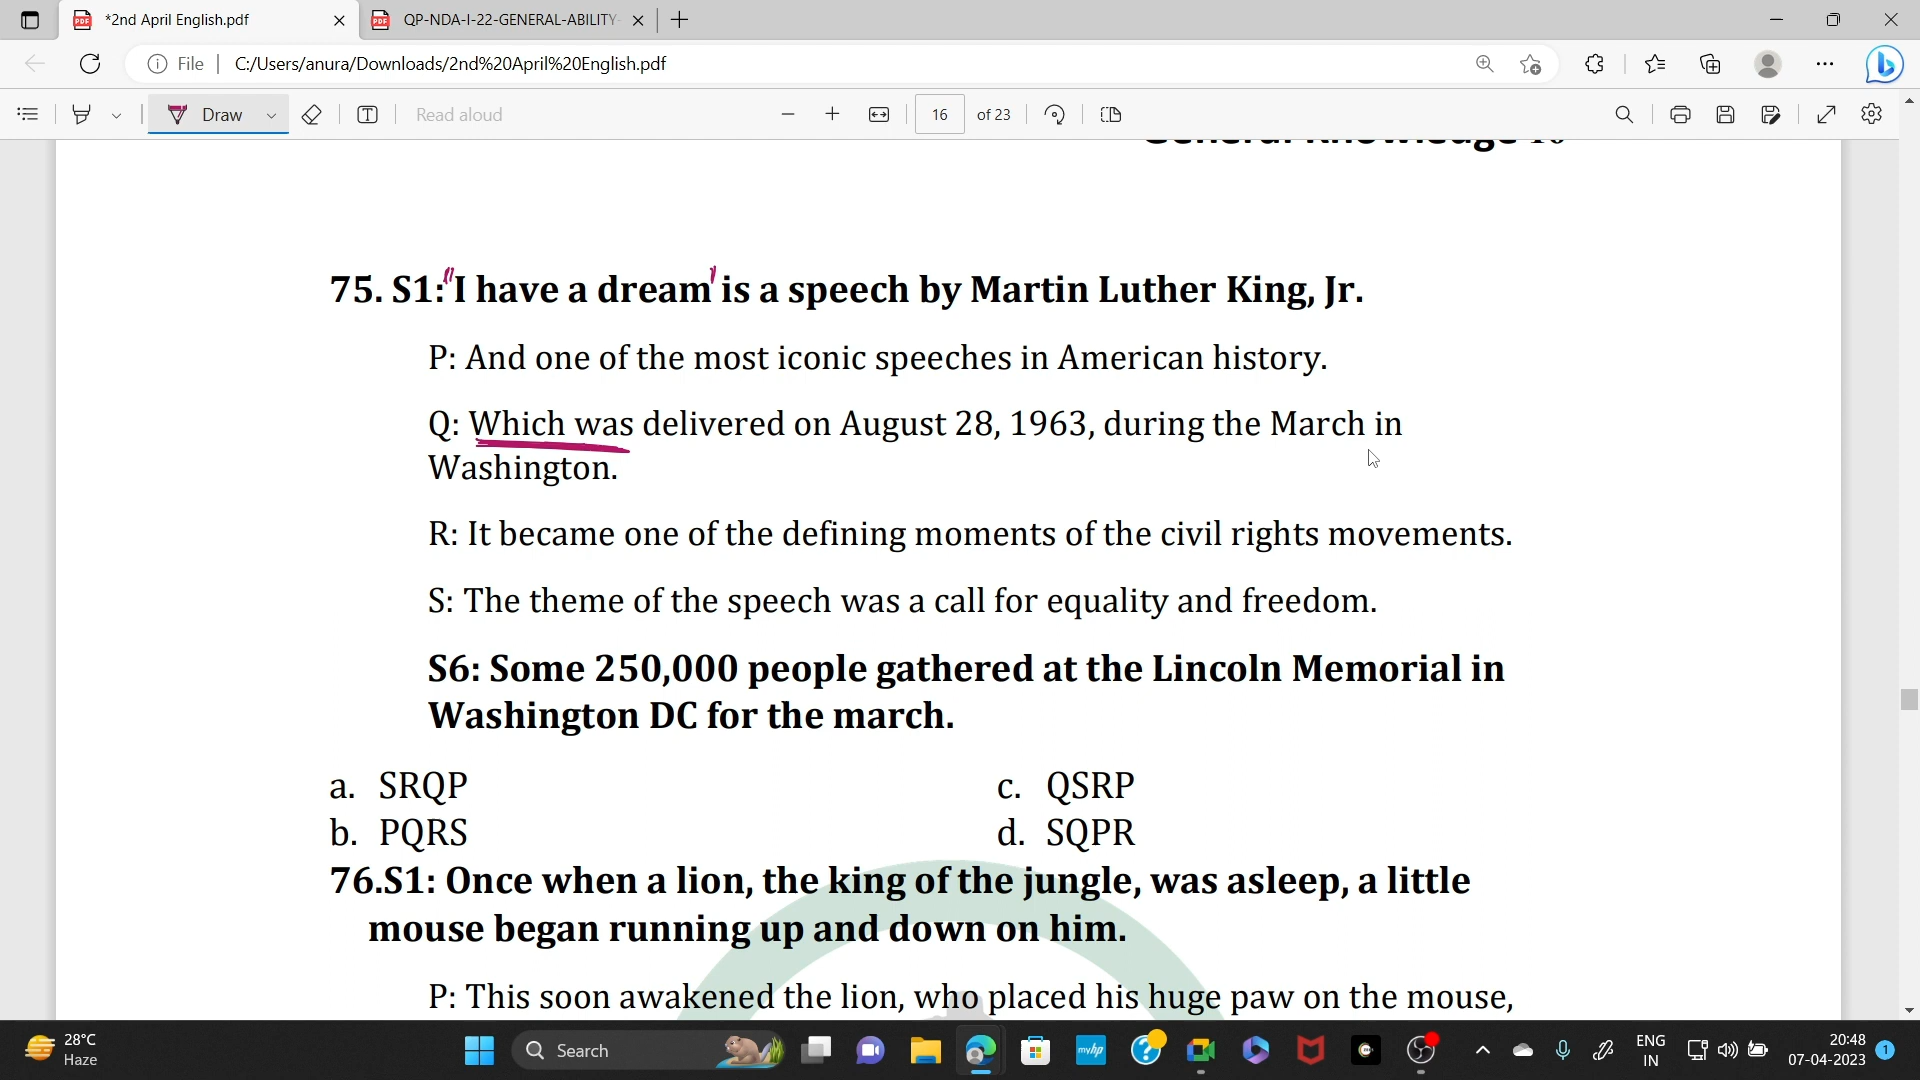 *2nd April English.pdf
QP-NDA-I-22-GENERAL-ABILITY-
File
C:/Users/anura/Downloads/2nd%20April%20English.pdf
Draw
Read aloud
16
of 23
75. S1:"I have a dream' is a speech by Martin Luther King, Jr.
P: And one of the most iconic speeches in American history.
Q: Which was delivered on August 28, 1963, during the March in
Washington.
R: It became one of the defining moments of the civil rights movements.
S: The theme of the speech was a call for equality and freedom.
S6: Some 250,000 people gathered at the Lincoln Memorial in
Washington DC for the march.
a. SRQP
c. QSRP
b. PQRS
d. SQPR
76.S1: Once when a lion, the king of the jungle, was asleep, a little
mouse began running up and down on him.
P: This soon awakened the lion, who placed his huge paw on the mouse,
28°C
Haze
Search
myhp
ENG
IN
20:48
07-04-2023
1